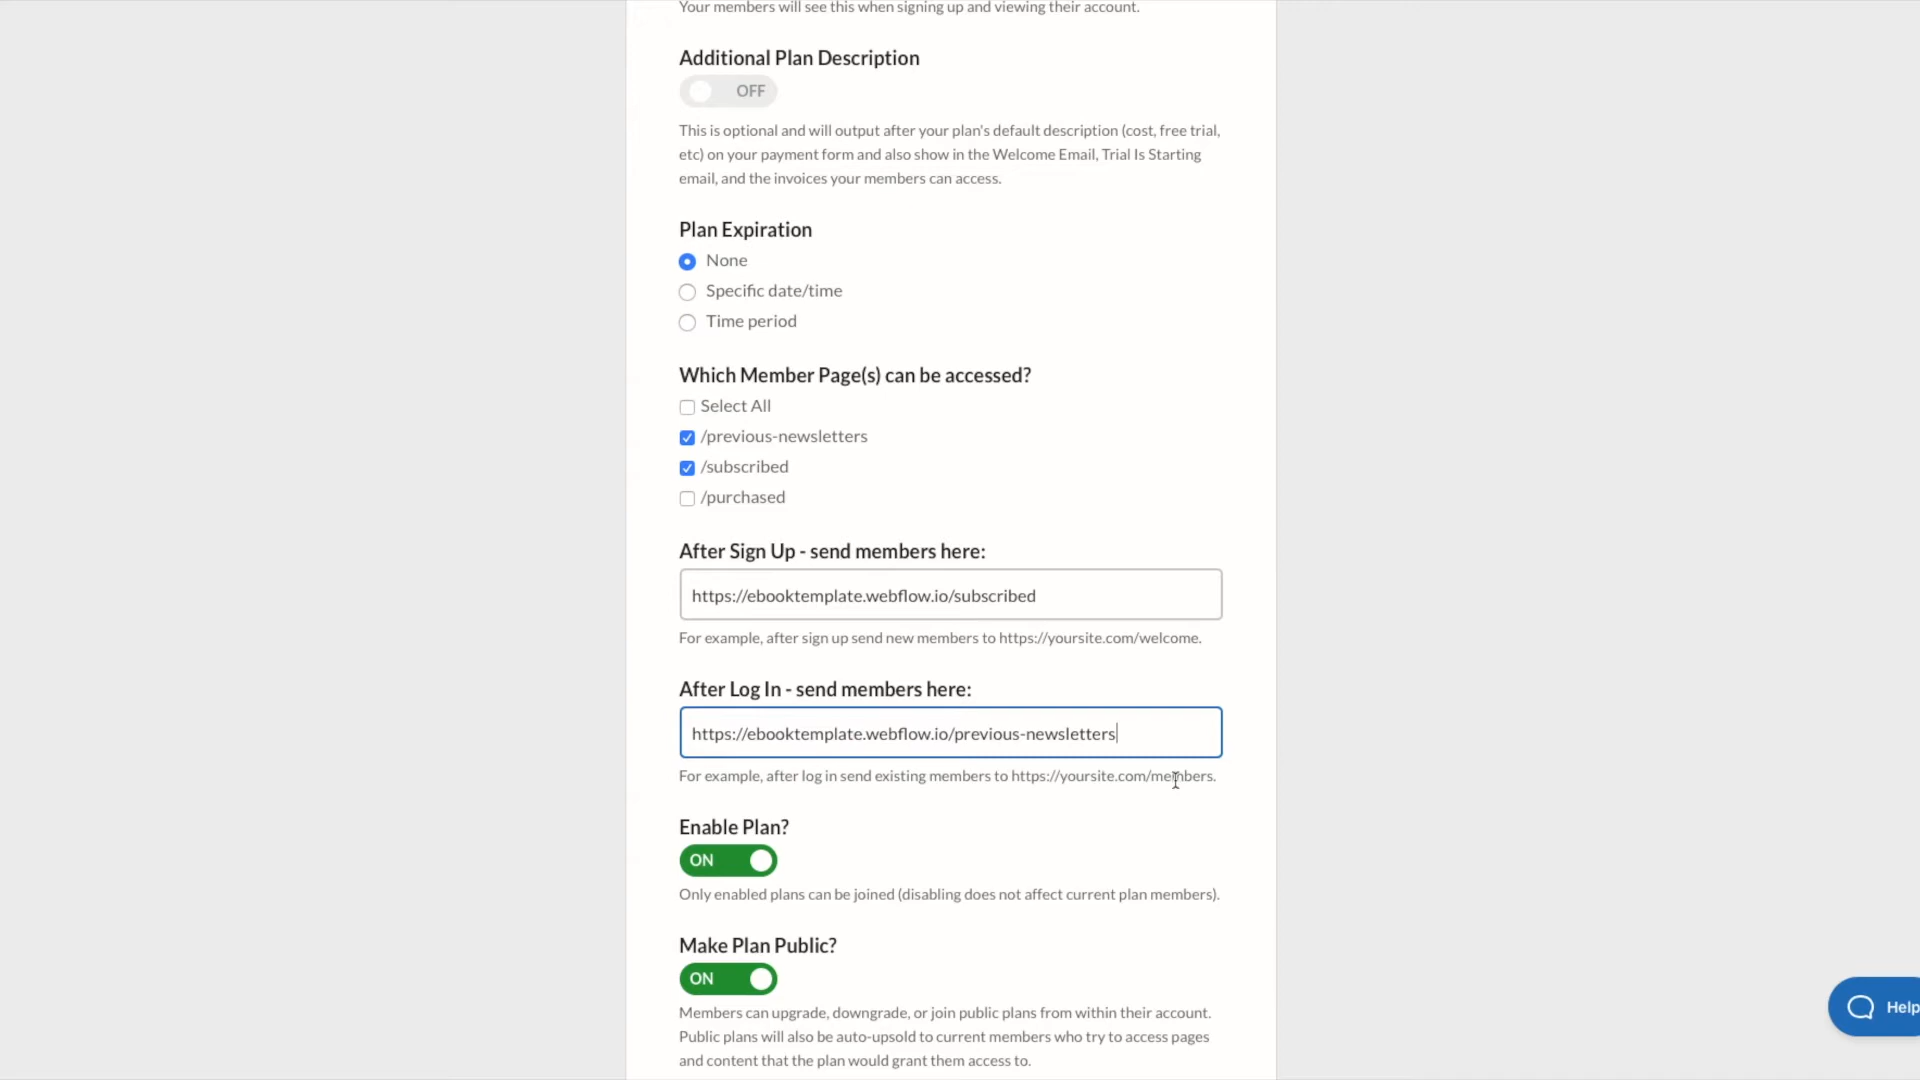 Your members will see this when signing up and viewing their account.
Additional Plan Description
OFF
This is optional and will output after your plan's default description (cost, free trial,
etc) on your payment form and also show in the Welcome Email, Trial Is Starting
email, and the invoices your members can access.
Plan Expiration
None
Specific date/time
Time period
Which Member Page(s) can be accessed?
Select All
/previous-newsletters
/subscribed
/purchased
After Sign Up - send members here:
https://ebooktemplate.webflow.io/subscribed
For example, after sign up send new members to https://yoursite.com/welcome.
After Log In - send members here:
https://ebooktemplate.webflow.io/previous-newsletters
For example, after log in send existing members to https://yoursite.com/members.
Enable Plan?
ON
Only enabled plans can be joined (disabling does not affect current plan members).
Make Plan Public?
ON
Help
Members can upgrade, downgrade, or join public plans from within their account.
Public plans will also be auto-upsold to current members who try to access pages
and content that the plan would grant them access to.